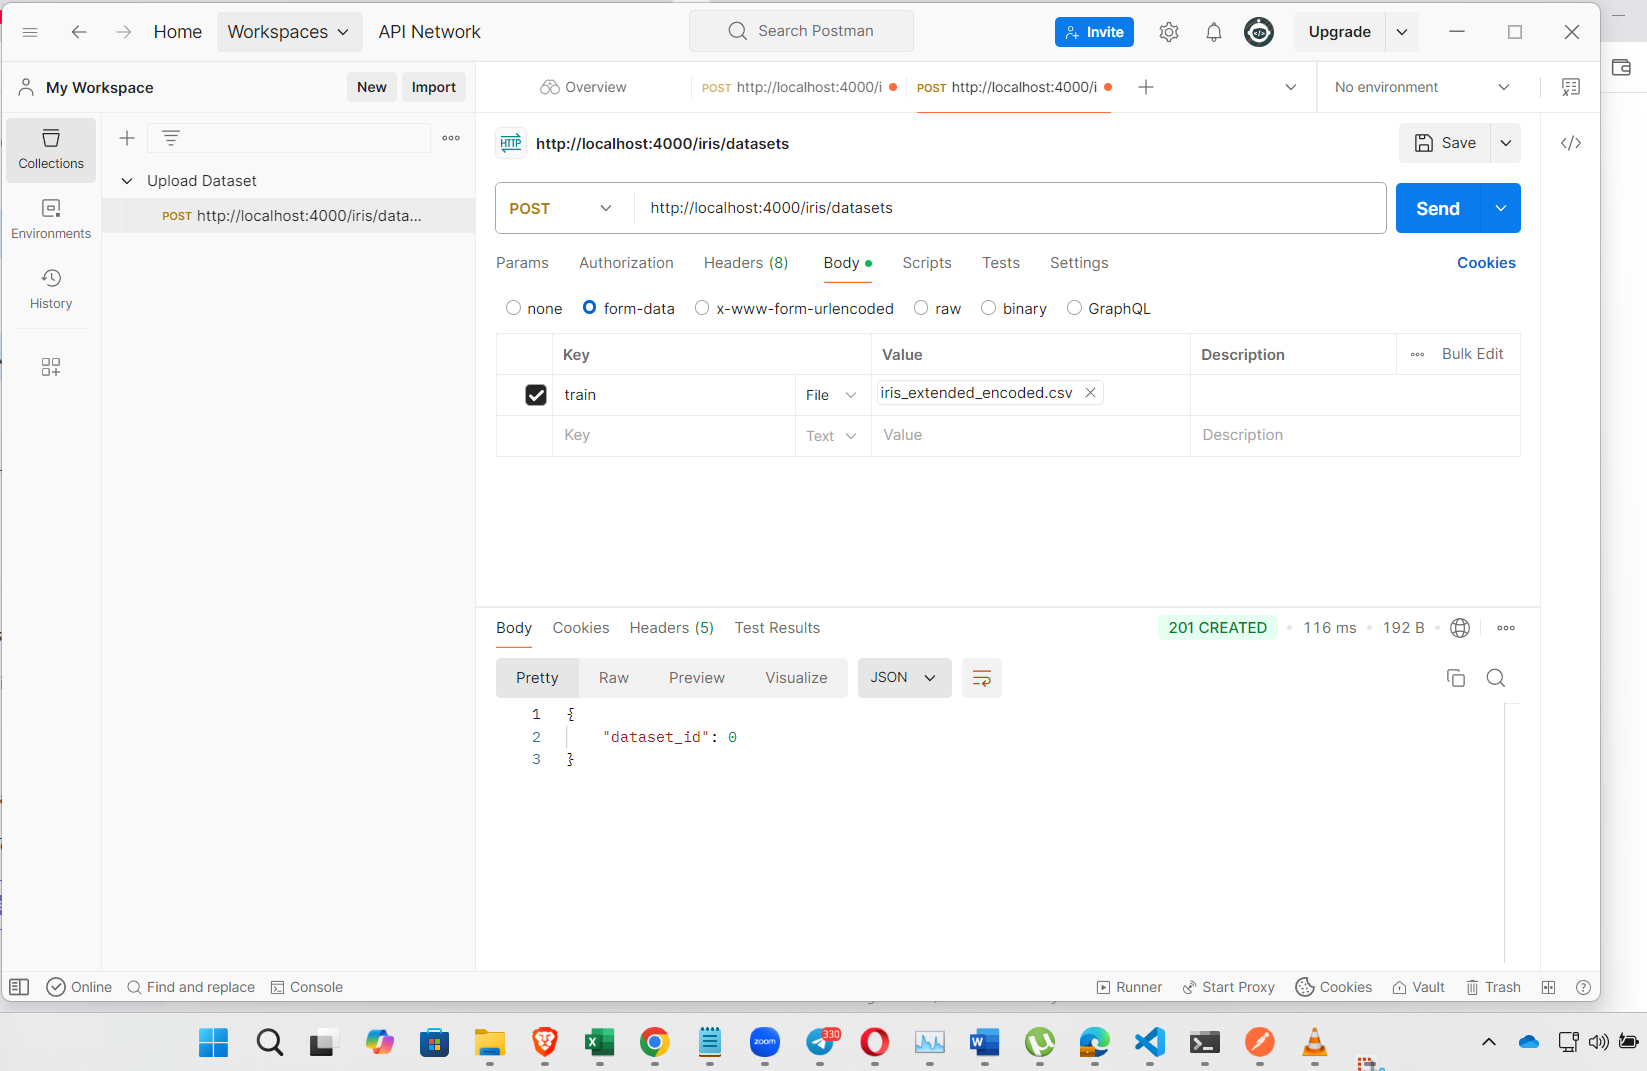 Home
Workspaces
API Network
Search Postman
Invite
Upgrade
My Workspace
New
Import
Overview
POST http://localhost:4000/i
POST http://localhost:4000/i
No environment
Collections
Environments
History
Upload Dataset
POST http://localhost:4000/iris/data...
HTTP http://localhost:4000/iris/datasets
Save
POST
http://localhost:4000/iris/datasets
Send
Params
Authorization
Headers (8)
Body
Scripts
Tests
Settings
Cookies
none
form-data
x-www-form-urlencoded
raw
binary
GraphQL
Key
Value
Description
Bulk Edit
train
File
iris_extended_encoded.csv
Key
Text
Value
Description
Body
Cookies
Headers (5)
Test Results
201 CREATED
116 ms
192 B
Pretty
Raw
Preview
Visualize
JSON
1 {
2 "dataset_id": 0
3 }
Online
Find and replace
Console
Runner
Start Proxy
Cookies
Vault
Trash
zoom
330